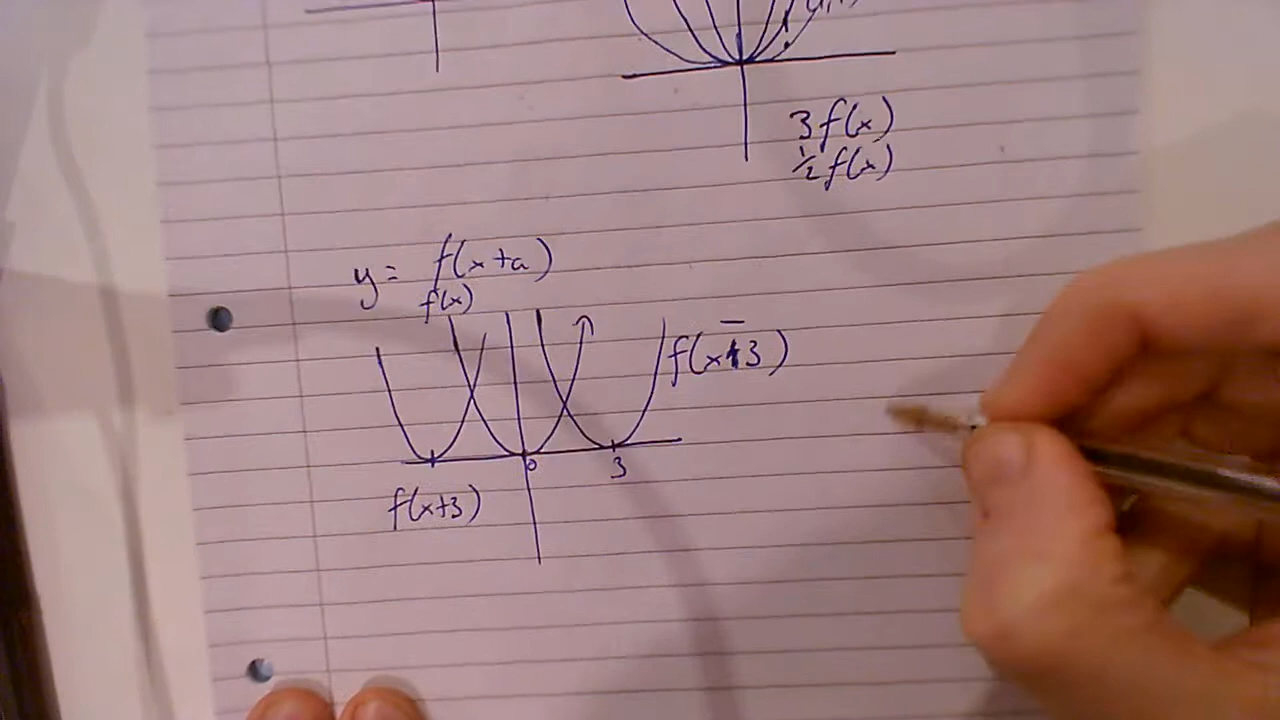 3f(x)
½f(x)
y = f(x+a)
f(x)
f(x-3)
0
3
f(x+3)